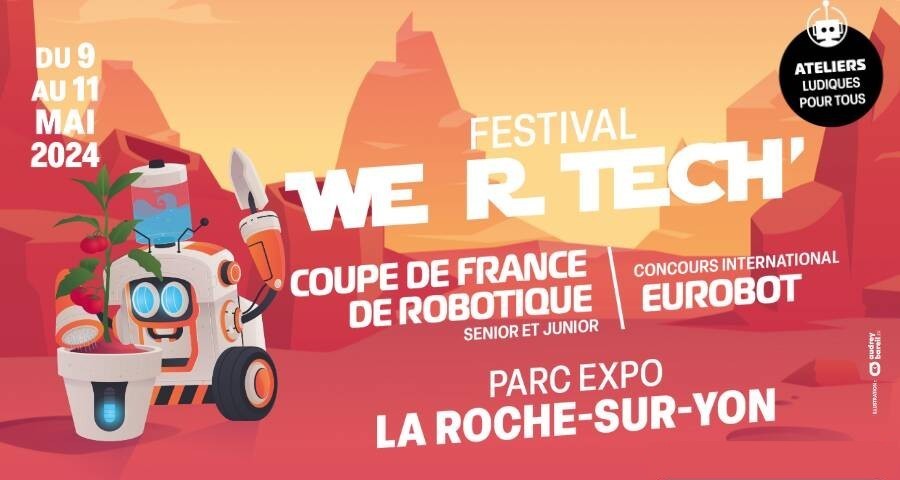 DU 9
AU 11
MAI
2024
ATELIERS
LUDIQUES
POUR TOUS
FESTIVAL
'WE R TECH'
COUPE DE FRANCE
DE ROBOTIQUE
SENIOR ET JUNIOR
CONCOURS INTERNATIONAL
EUROBOT
PARC EXPO
LA ROCHE-SUR-YON
ILLUSTRATION :
audrey